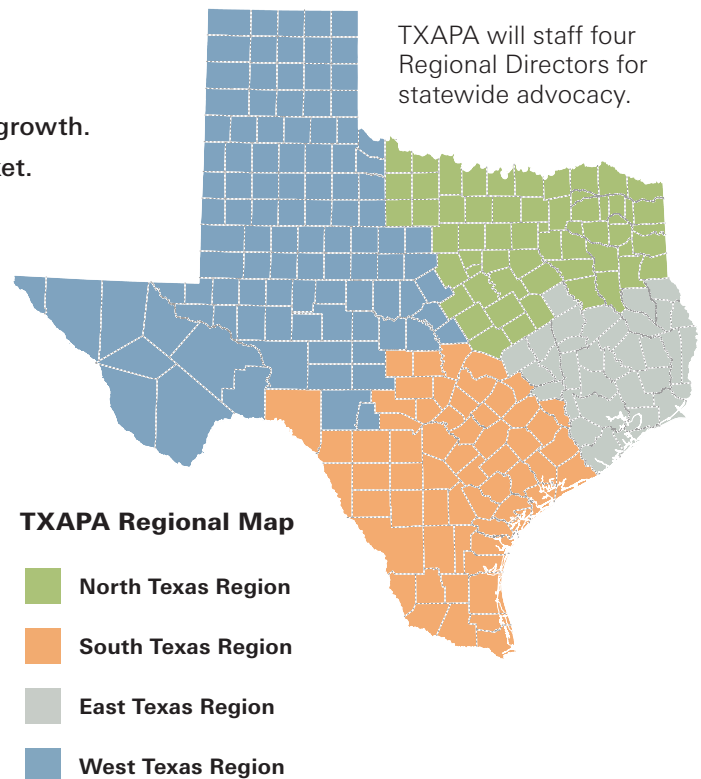 TXAPA will staff four
Regional Directors for
statewide advocacy.
growth.
ket.
TXAPA Regional Map
North Texas Region
South Texas Region
East Texas Region
West Texas Region